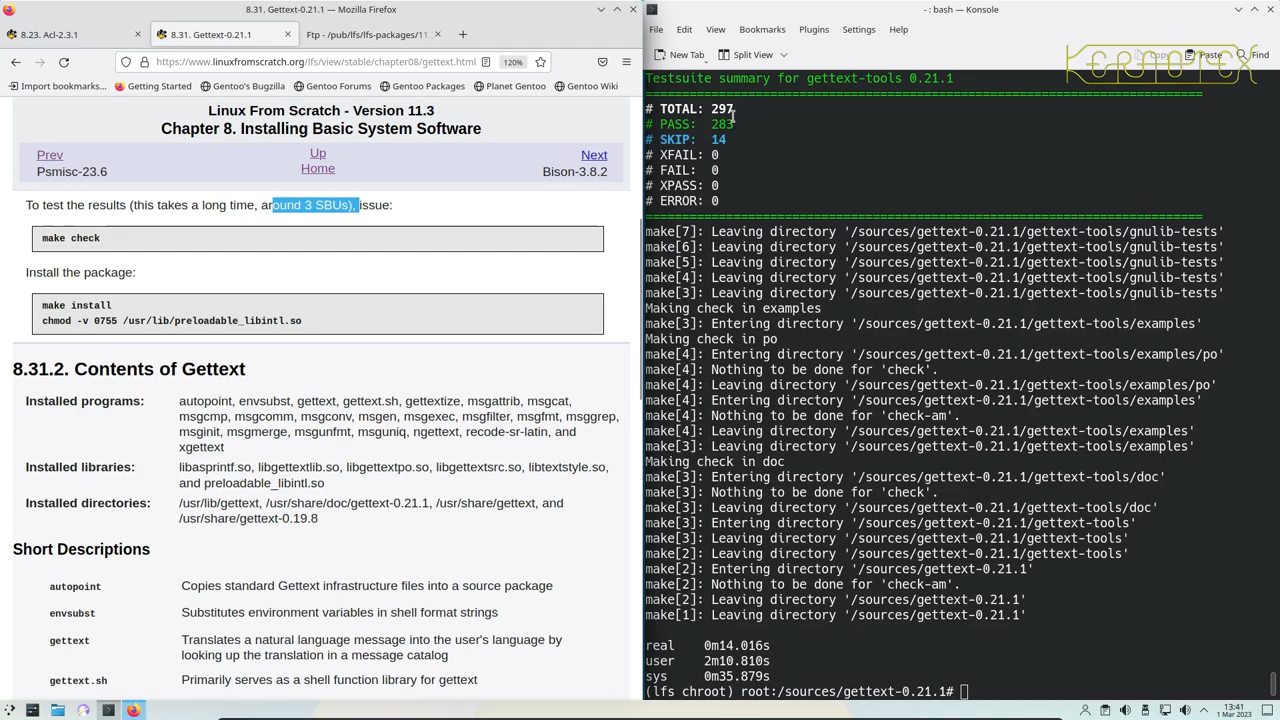 8.31. Gettext-0.21.1 — Mozilla Firefox
8.23. Acl-2.3.1
8.31. Gettext-0.21.1
Ftp - /pub/lfs/lfs-packages/11.
https://www.linuxfromscratch.org/lfs/view/stable/chapter08/gettext.html
120%
Import bookmarks...
Getting Started
Gentoo's Bugzilla
Gentoo Forums
Gentoo Packages
Planet Gentoo
Gentoo Wiki
Linux From Scratch - Version 11.3
Chapter 8. Installing Basic System Software
Prev
Up
Next
Psmisc-23.6
Home
Bison-3.8.2
To test the results (this takes a long time, around 3 SBUs), issue:
make check
Install the package:
make install
chmod -v 0755 /usr/lib/preloadable_libintl.so
8.31.2. Contents of Gettext
Installed programs:
autopoint, envsubst, gettext, gettext.sh, gettextize, msgattrib, msgcat,
msgcmp, msgcomm, msgconv, msgen, msgexec, msgfilter, msgfmt, msggrep,
msginit, msgmerge, msgunfmt, msguniq, ngettext, recode-sr-latin, and
xgettext
Installed libraries:
libasprintf.so, libgettextlib.so, libgettextpo.so, libgettextsrc.so, libtextstyle.so,
and preloadable_libintl.so
Installed directories:
/usr/lib/gettext, /usr/share/doc/gettext-0.21.1, /usr/share/gettext, and
/usr/share/gettext-0.19.8
Short Descriptions
autopoint
Copies standard Gettext infrastructure files into a source package
envsubst
Substitutes environment variables in shell format strings
gettext
Translates a natural language message into the user's language by
looking up the translation in a message catalog
gettext.sh
Primarily serves as a shell function library for gettext
- : bash — Konsole
File Edit View Bookmarks Plugins Settings Help
New Tab
Split View
Copy
Paste
Find
KERNOTEX
Testsuite summary for gettext-tools 0.21.1
============================================================================
# TOTAL: 297
# PASS:  283
# SKIP:  14
# XFAIL: 0
# FAIL:  0
# XPASS: 0
# ERROR: 0
============================================================================
make[7]: Leaving directory '/sources/gettext-0.21.1/gettext-tools/gnulib-tests'
make[6]: Leaving directory '/sources/gettext-0.21.1/gettext-tools/gnulib-tests'
make[5]: Leaving directory '/sources/gettext-0.21.1/gettext-tools/gnulib-tests'
make[4]: Leaving directory '/sources/gettext-0.21.1/gettext-tools/gnulib-tests'
make[3]: Leaving directory '/sources/gettext-0.21.1/gettext-tools/gnulib-tests'
Making check in examples
make[3]: Entering directory '/sources/gettext-0.21.1/gettext-tools/examples'
Making check in po
make[4]: Entering directory '/sources/gettext-0.21.1/gettext-tools/examples/po'
make[4]: Nothing to be done for 'check'.
make[4]: Leaving directory '/sources/gettext-0.21.1/gettext-tools/examples/po'
make[4]: Entering directory '/sources/gettext-0.21.1/gettext-tools/examples'
make[4]: Nothing to be done for 'check-am'.
make[4]: Leaving directory '/sources/gettext-0.21.1/gettext-tools/examples'
make[3]: Leaving directory '/sources/gettext-0.21.1/gettext-tools/examples'
Making check in doc
make[3]: Entering directory '/sources/gettext-0.21.1/gettext-tools/doc'
make[3]: Nothing to be done for 'check'.
make[3]: Leaving directory '/sources/gettext-0.21.1/gettext-tools/doc'
make[3]: Entering directory '/sources/gettext-0.21.1/gettext-tools'
make[3]: Leaving directory '/sources/gettext-0.21.1/gettext-tools'
make[2]: Leaving directory '/sources/gettext-0.21.1/gettext-tools'
make[2]: Entering directory '/sources/gettext-0.21.1'
make[2]: Nothing to be done for 'check-am'.
make[2]: Leaving directory '/sources/gettext-0.21.1'
make[1]: Leaving directory '/sources/gettext-0.21.1'
real    0m14.016s
user    2m10.810s
sys     0m35.879s
(lfs chroot) root:/sources/gettext-0.21.1#
13:41
1 Mar 2023